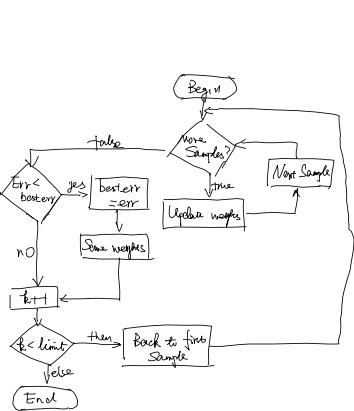 Begin
false
More
Samples?
true
Err <
besterr
yes
besterr
= err
Next Sample
Update weights
Save weights
no
k++
k < limit
then
Back to first
Sample
else
End